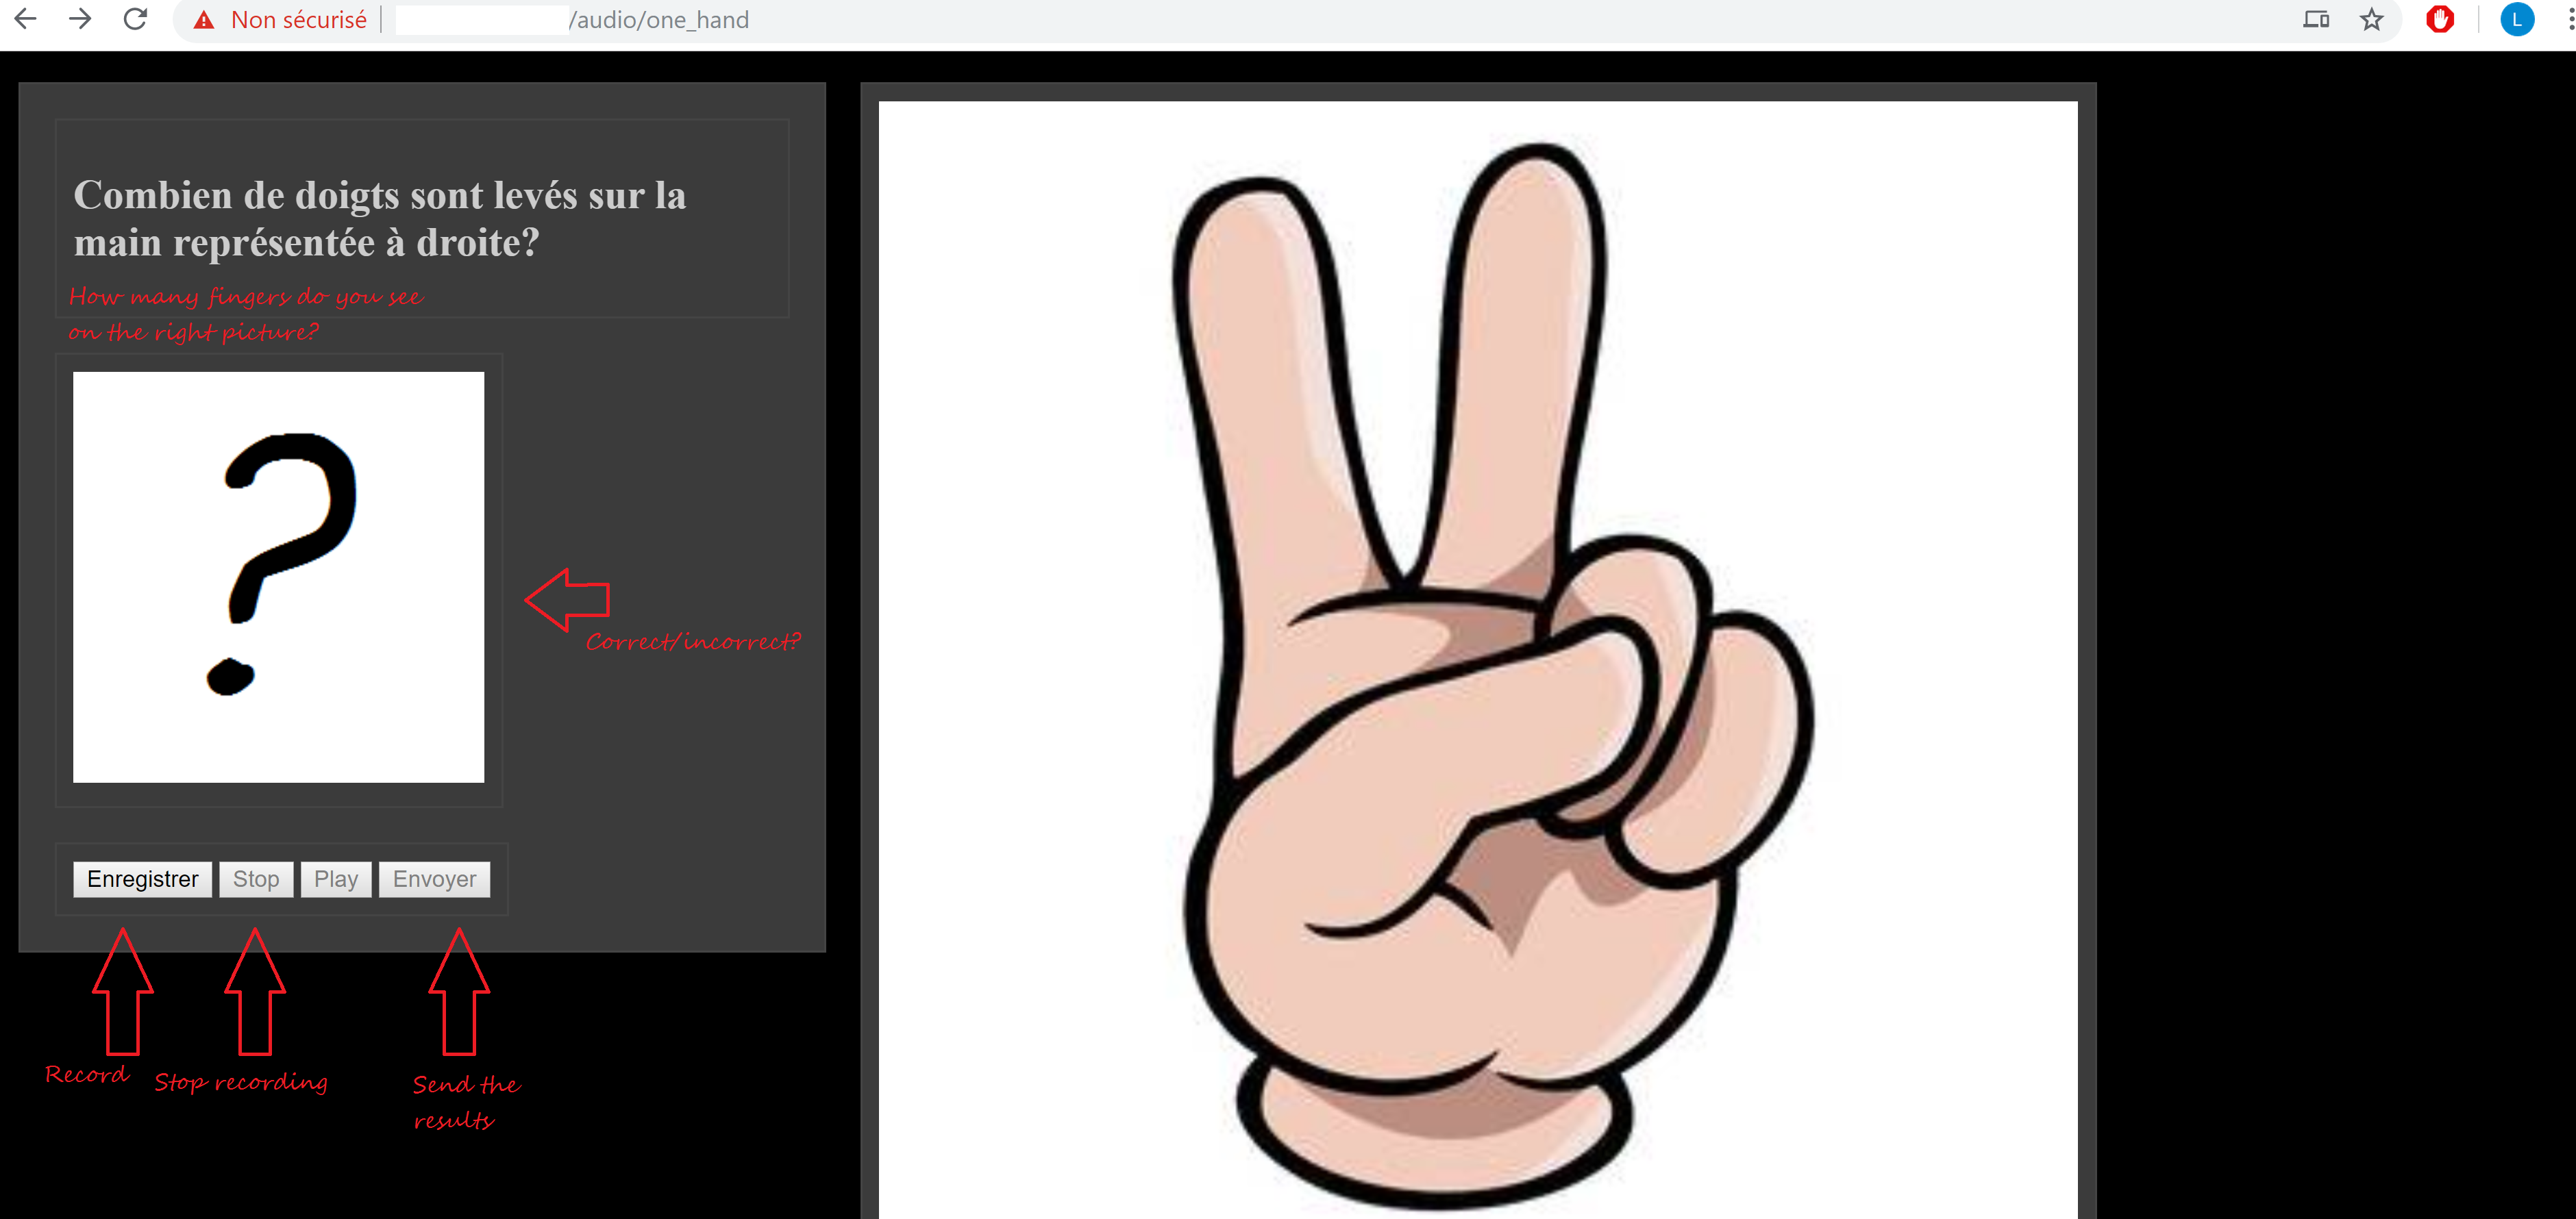 Non sécurisé
/audio/one_hand
L
Combien de doigts sont levés sur la
main représentée à droite?
How many fingers do you see
on the right picture?
?
Correct/incorrect?
Enregistrer
Stop
Play
Envoyer
Record
Stop recording
Send the
results